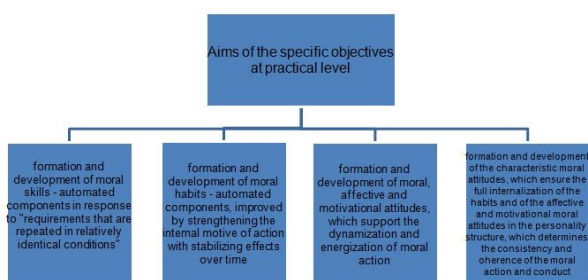 Aims of the specific objectives
at practical level
formation and
development of moral
skills - automated
components in response
to "requirements that are
repeated in relatively
identical conditions"
formation and
development of moral
habits - automated
components, improved
by strengthening the
internal motive of action
with stabilizing effects
over time
formation and
development of moral,
affective and
motivational attitudes,
which support the
dynamization and
energization of moral
action
formation and development
of the characteristic moral
attitudes, which ensure the
full internalization of the
habits and of the affective
and motivational moral
attitudes in the personality
structure, which determines
the consistency and
oherence of the moral
action and conduct